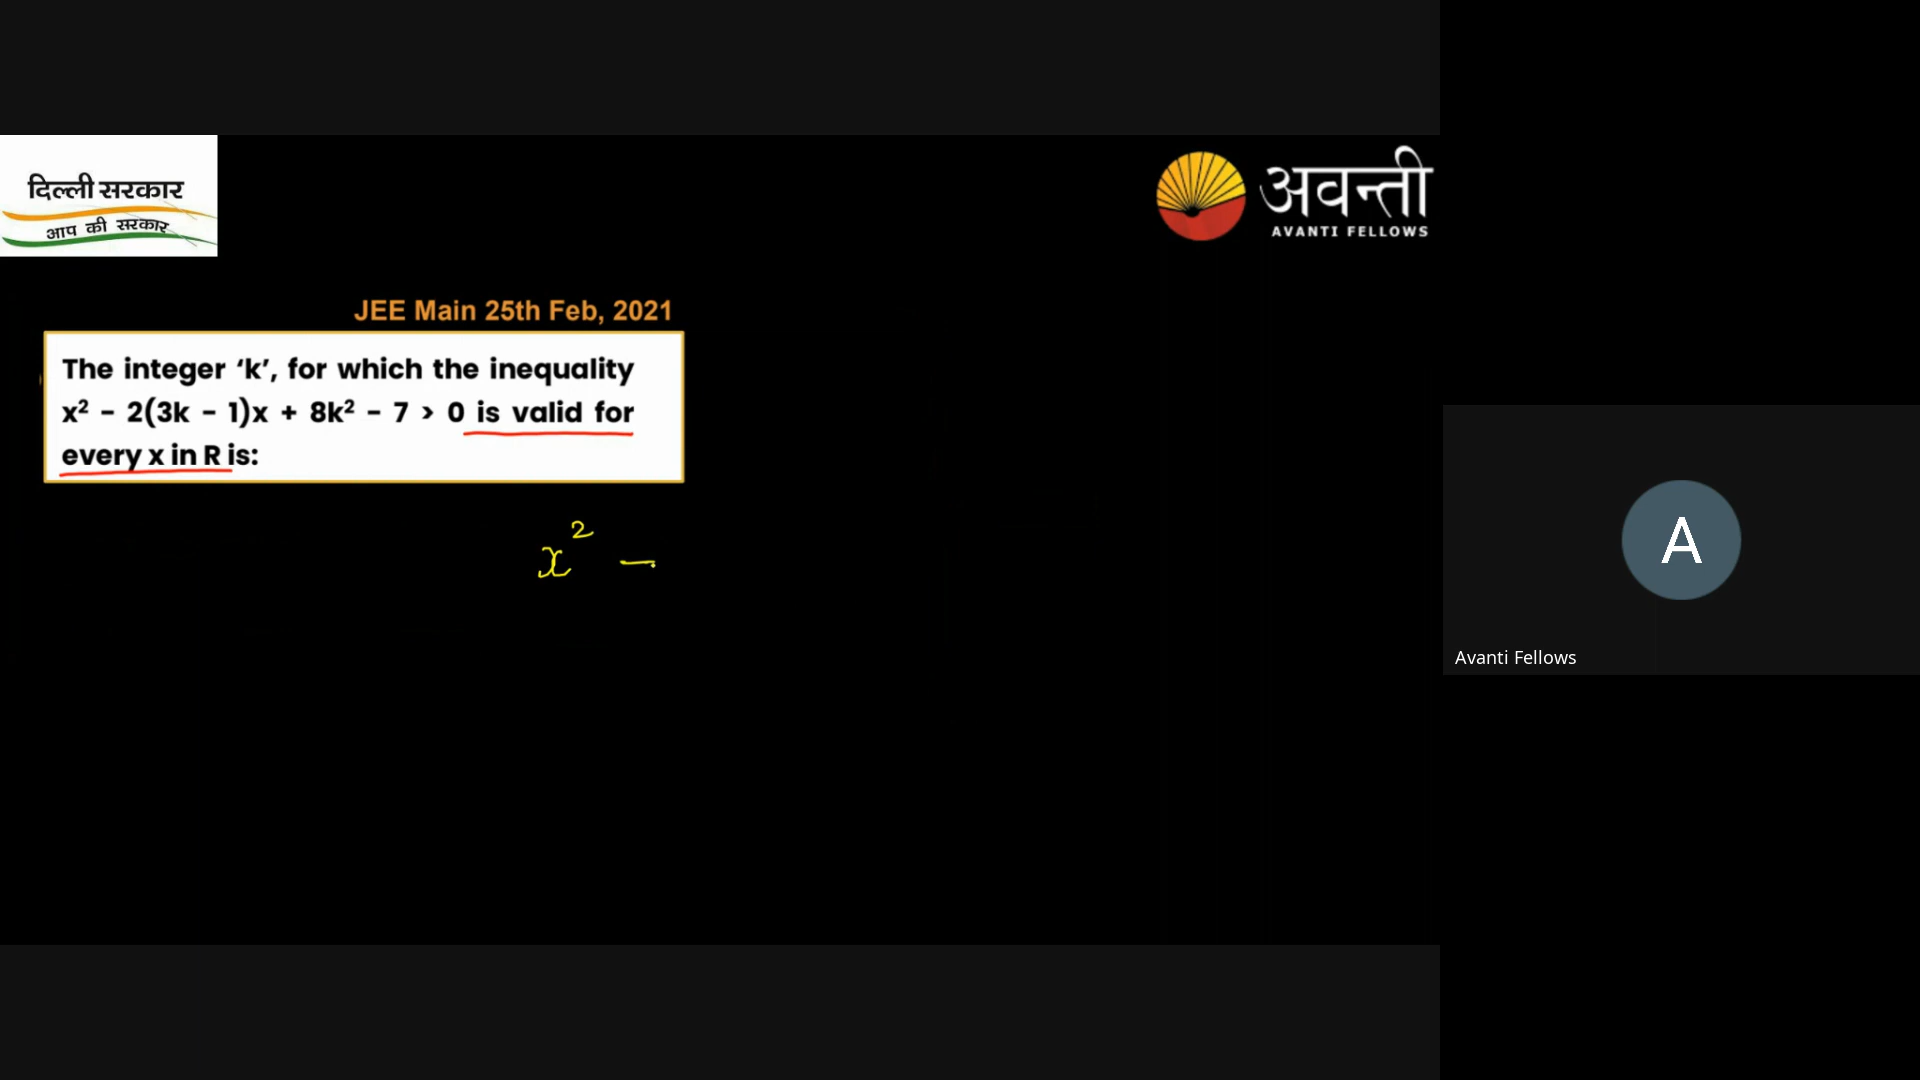 दिल्ली सरकार
आप की सरकार
अवन्ती
AVANTI FELLOWS
JEE Main 25th Feb, 2021
The integer ‘k’, for which the inequality
x² - 2(3k - 1)x + 8k² - 7 > 0 is valid for
every x in R is:
x² -
A
Avanti Fellows